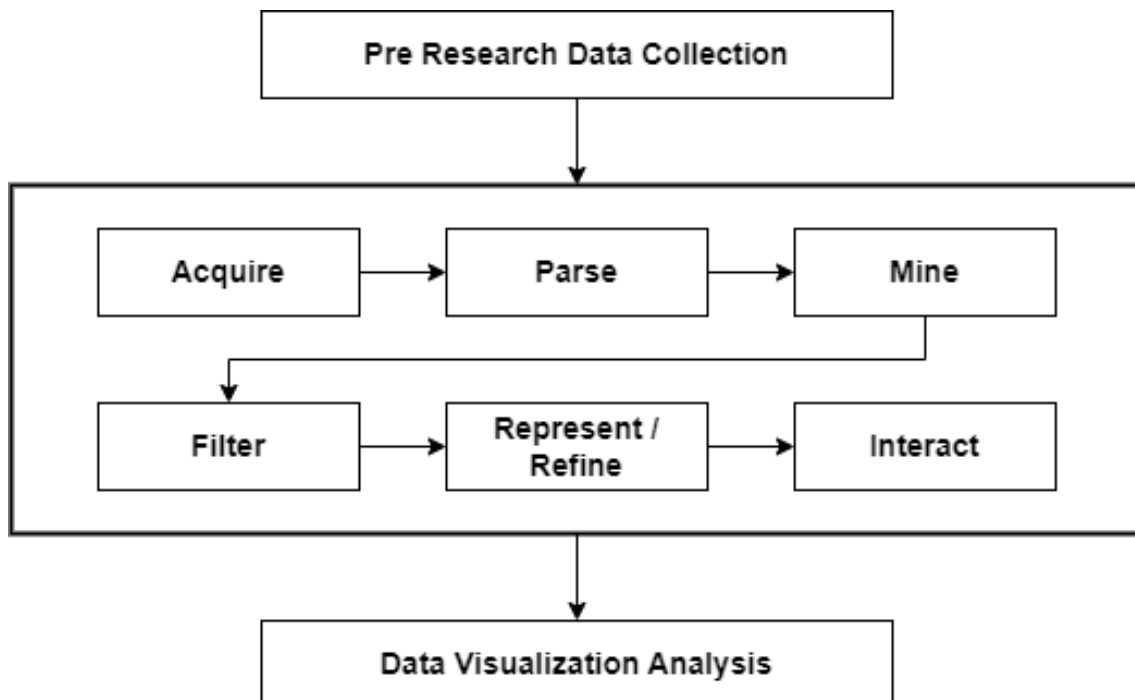 Pre Research Data Collection
Acquire
Parse
Mine
Filter
Represent /
Refine
Interact
Data Visualization Analysis